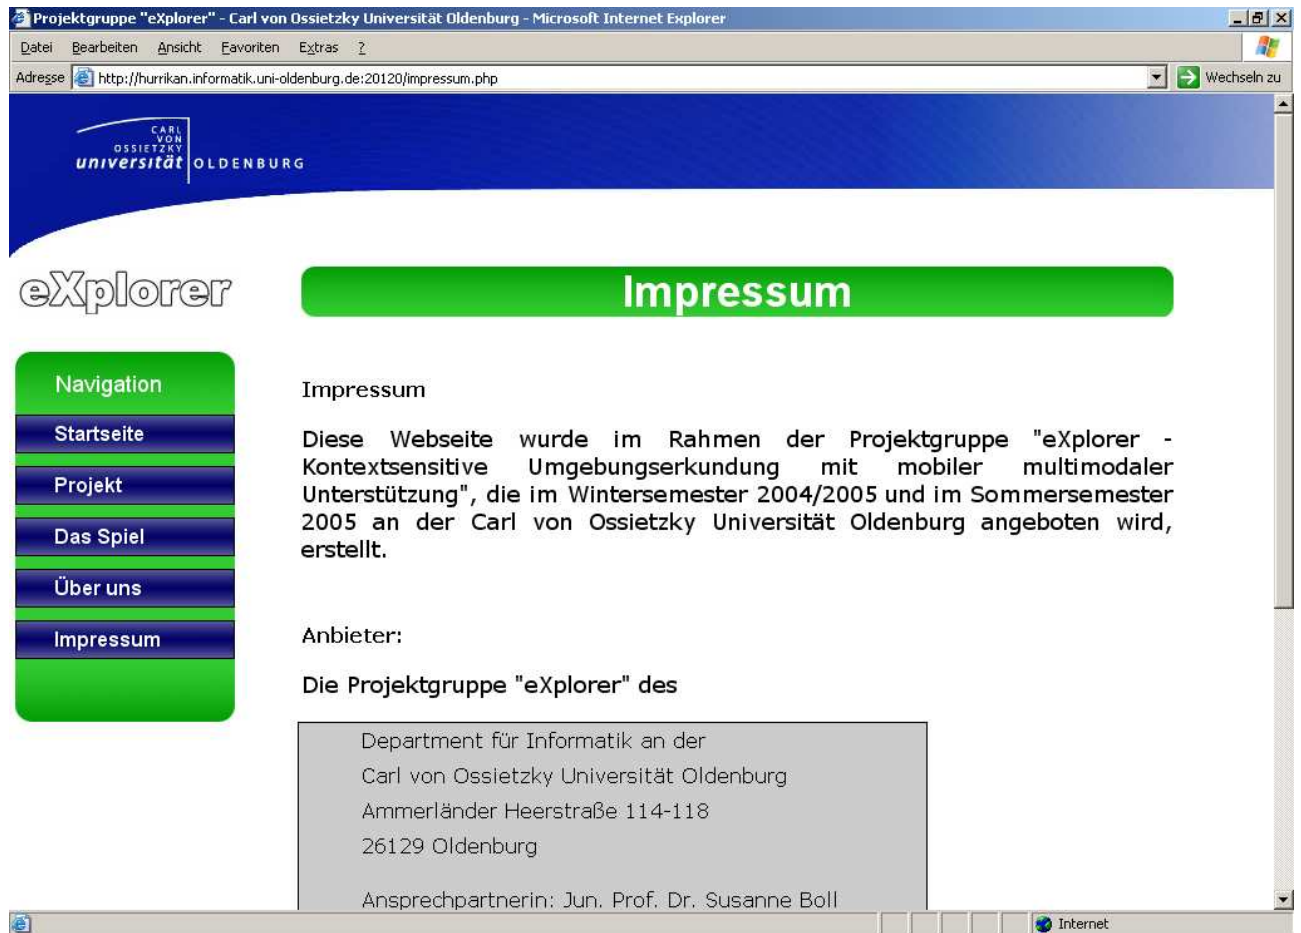 Projektgruppe "eXplorer" - Carl von Ossietzky Universität Oldenburg - Microsoft Internet Explorer
Datei Bearbeiten Ansicht Favoriten Extras ?
Adresse http://hurrikan.informatik.uni-oldenburg.de:20120/impressum.php Wechseln zu
CARL
VON
OSSIETZKY
universität OLDENBURG
eXplorer
Impressum
Navigation
Startseite
Projekt
Das Spiel
Über uns
Impressum
Impressum
Diese Webseite wurde im Rahmen der Projektgruppe "eXplorer -
Kontextsensitive Umgebungserkundung mit mobiler multimodaler
Unterstützung", die im Wintersemester 2004/2005 und im Sommersemester
2005 an der Carl von Ossietzky Universität Oldenburg angeboten wird,
erstellt.
Anbieter:
Die Projektgruppe "eXplorer" des
Department für Informatik an der
Carl von Ossietzky Universität Oldenburg
Ammerländer Heerstraße 114-118
26129 Oldenburg
Ansprechpartnerin: Jun. Prof. Dr. Susanne Boll
Internet